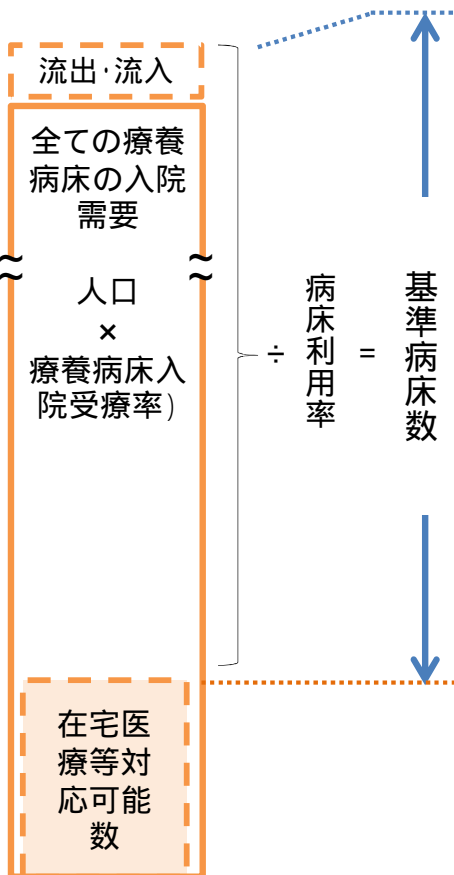 流出・流入
全ての療養
病床の入院
需要
人口
×
療養病床入
院受療率）
÷
病床利用率
=
基準病床数
在宅医
療等対
応可能
数